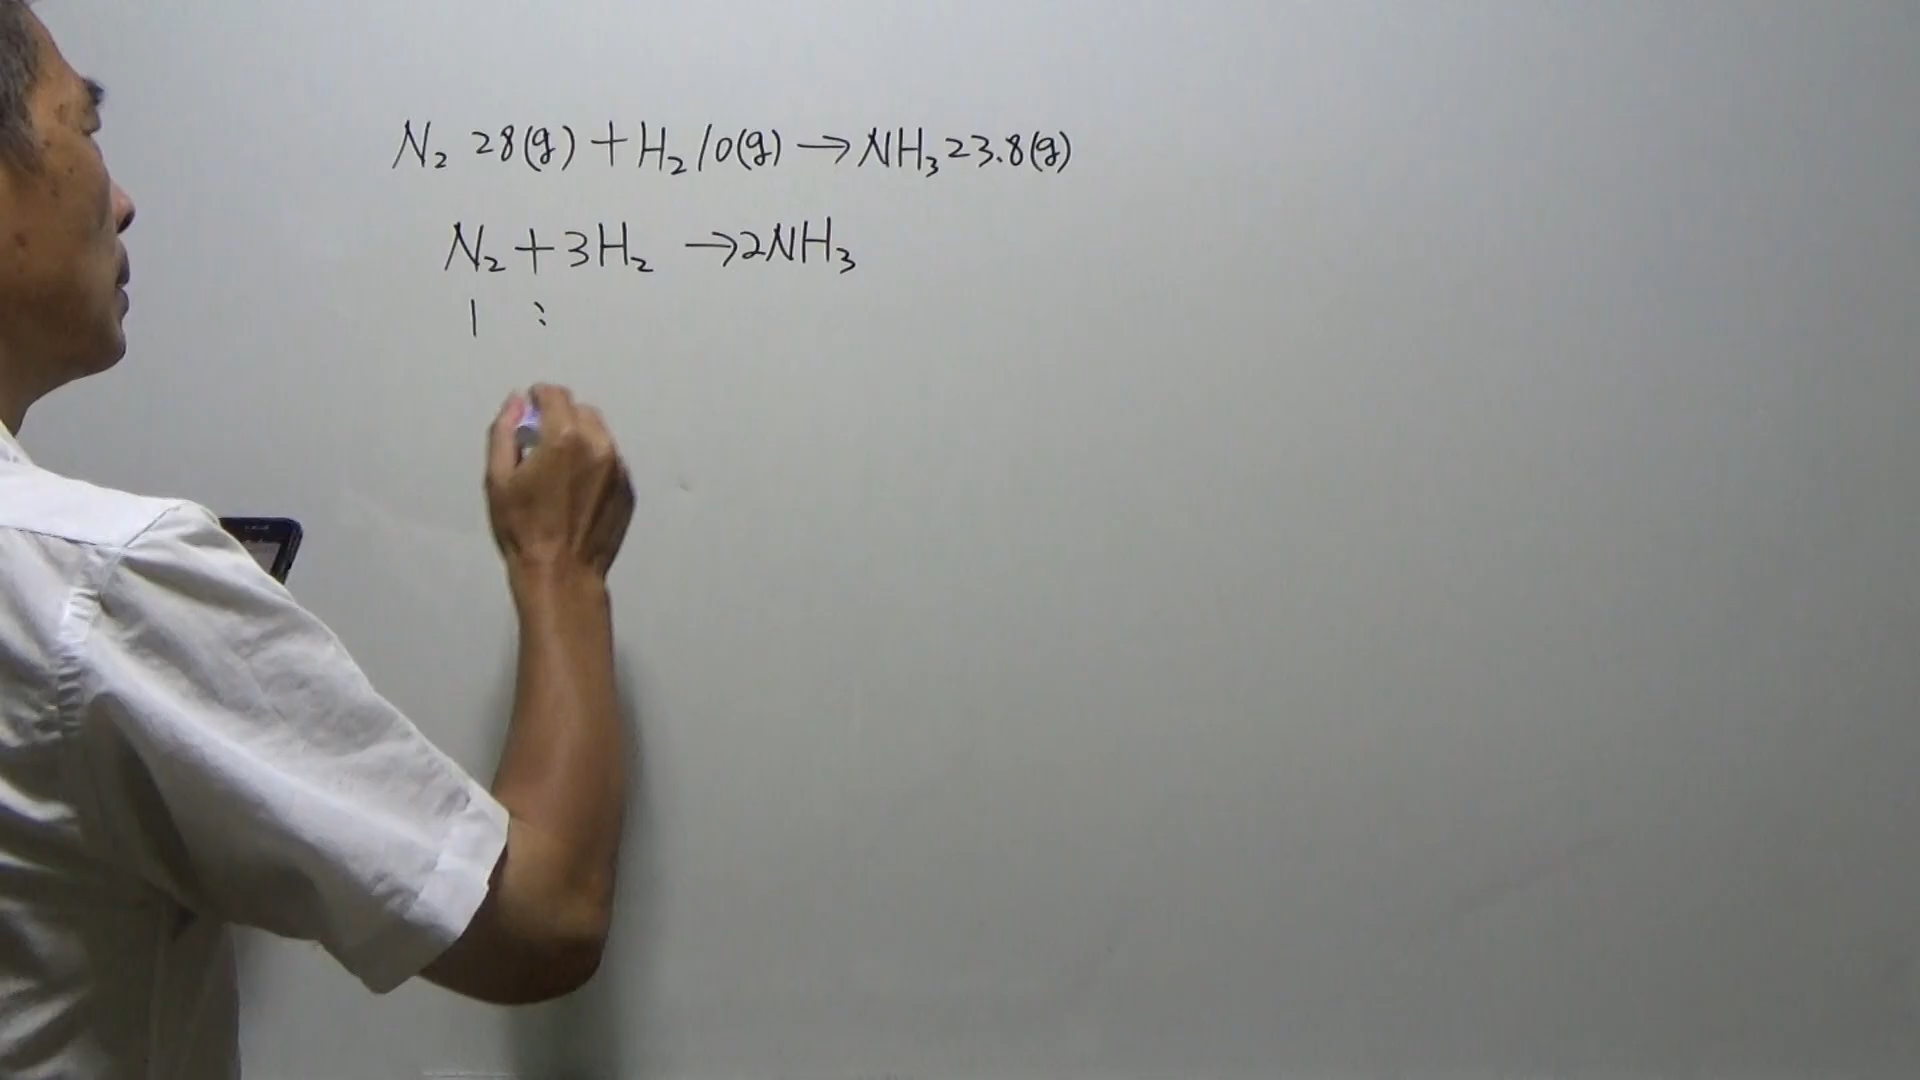 N₂ 28(g) + H₂ 10(g) → NH₃ 23.8(g)
N₂ + 3H₂ → 2NH₃
1 :